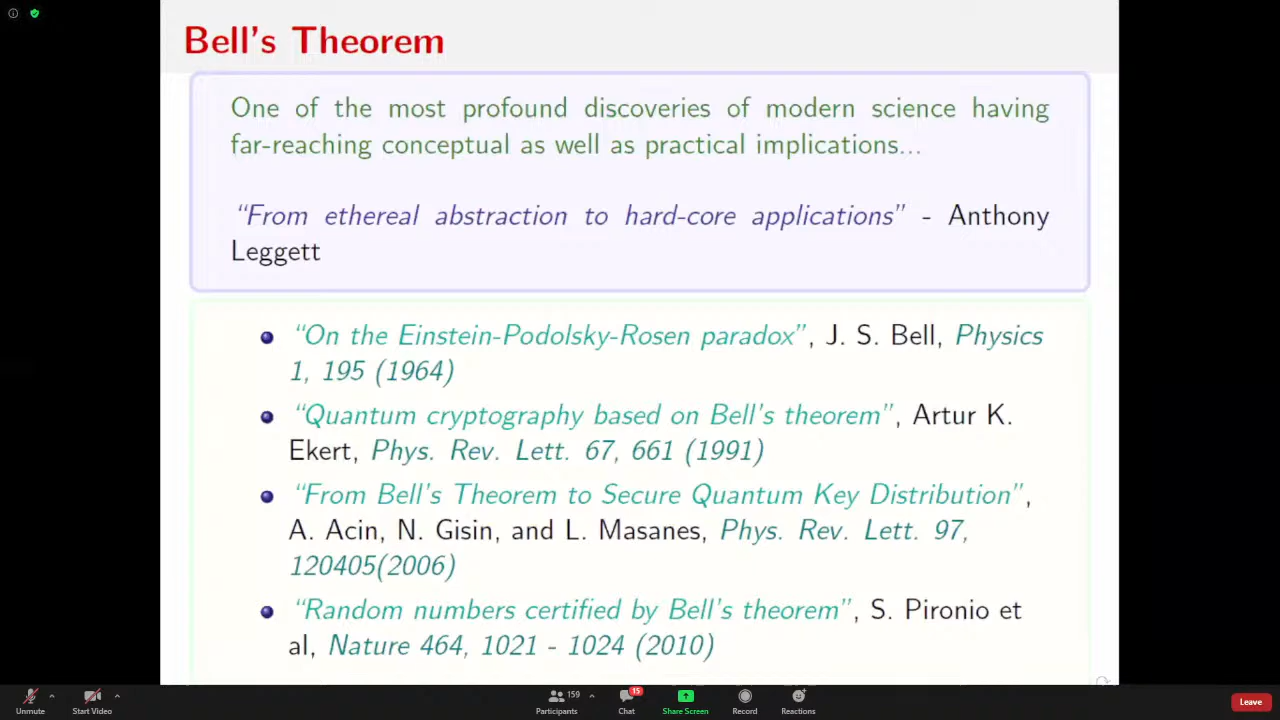 Bell's Theorem
One of the most profound discoveries of modern science having
far-reaching conceptual as well as practical implications...
“From ethereal abstraction to hard-core applications” - Anthony
Leggett
“On the Einstein-Podolsky-Rosen paradox”, J. S. Bell, Physics
1, 195 (1964)
“Quantum cryptography based on Bell's theorem”, Artur K.
Ekert, Phys. Rev. Lett. 67, 661 (1991)
“From Bell's Theorem to Secure Quantum Key Distribution”,
A. Acin, N. Gisin, and L. Masanes, Phys. Rev. Lett. 97,
120405(2006)
“Random numbers certified by Bell's theorem”, S. Pironio et
al, Nature 464, 1021 - 1024 (2010)
159
15
Unmute
Start Video
Participants
Chat
Share Screen
Record
Reactions
Leave